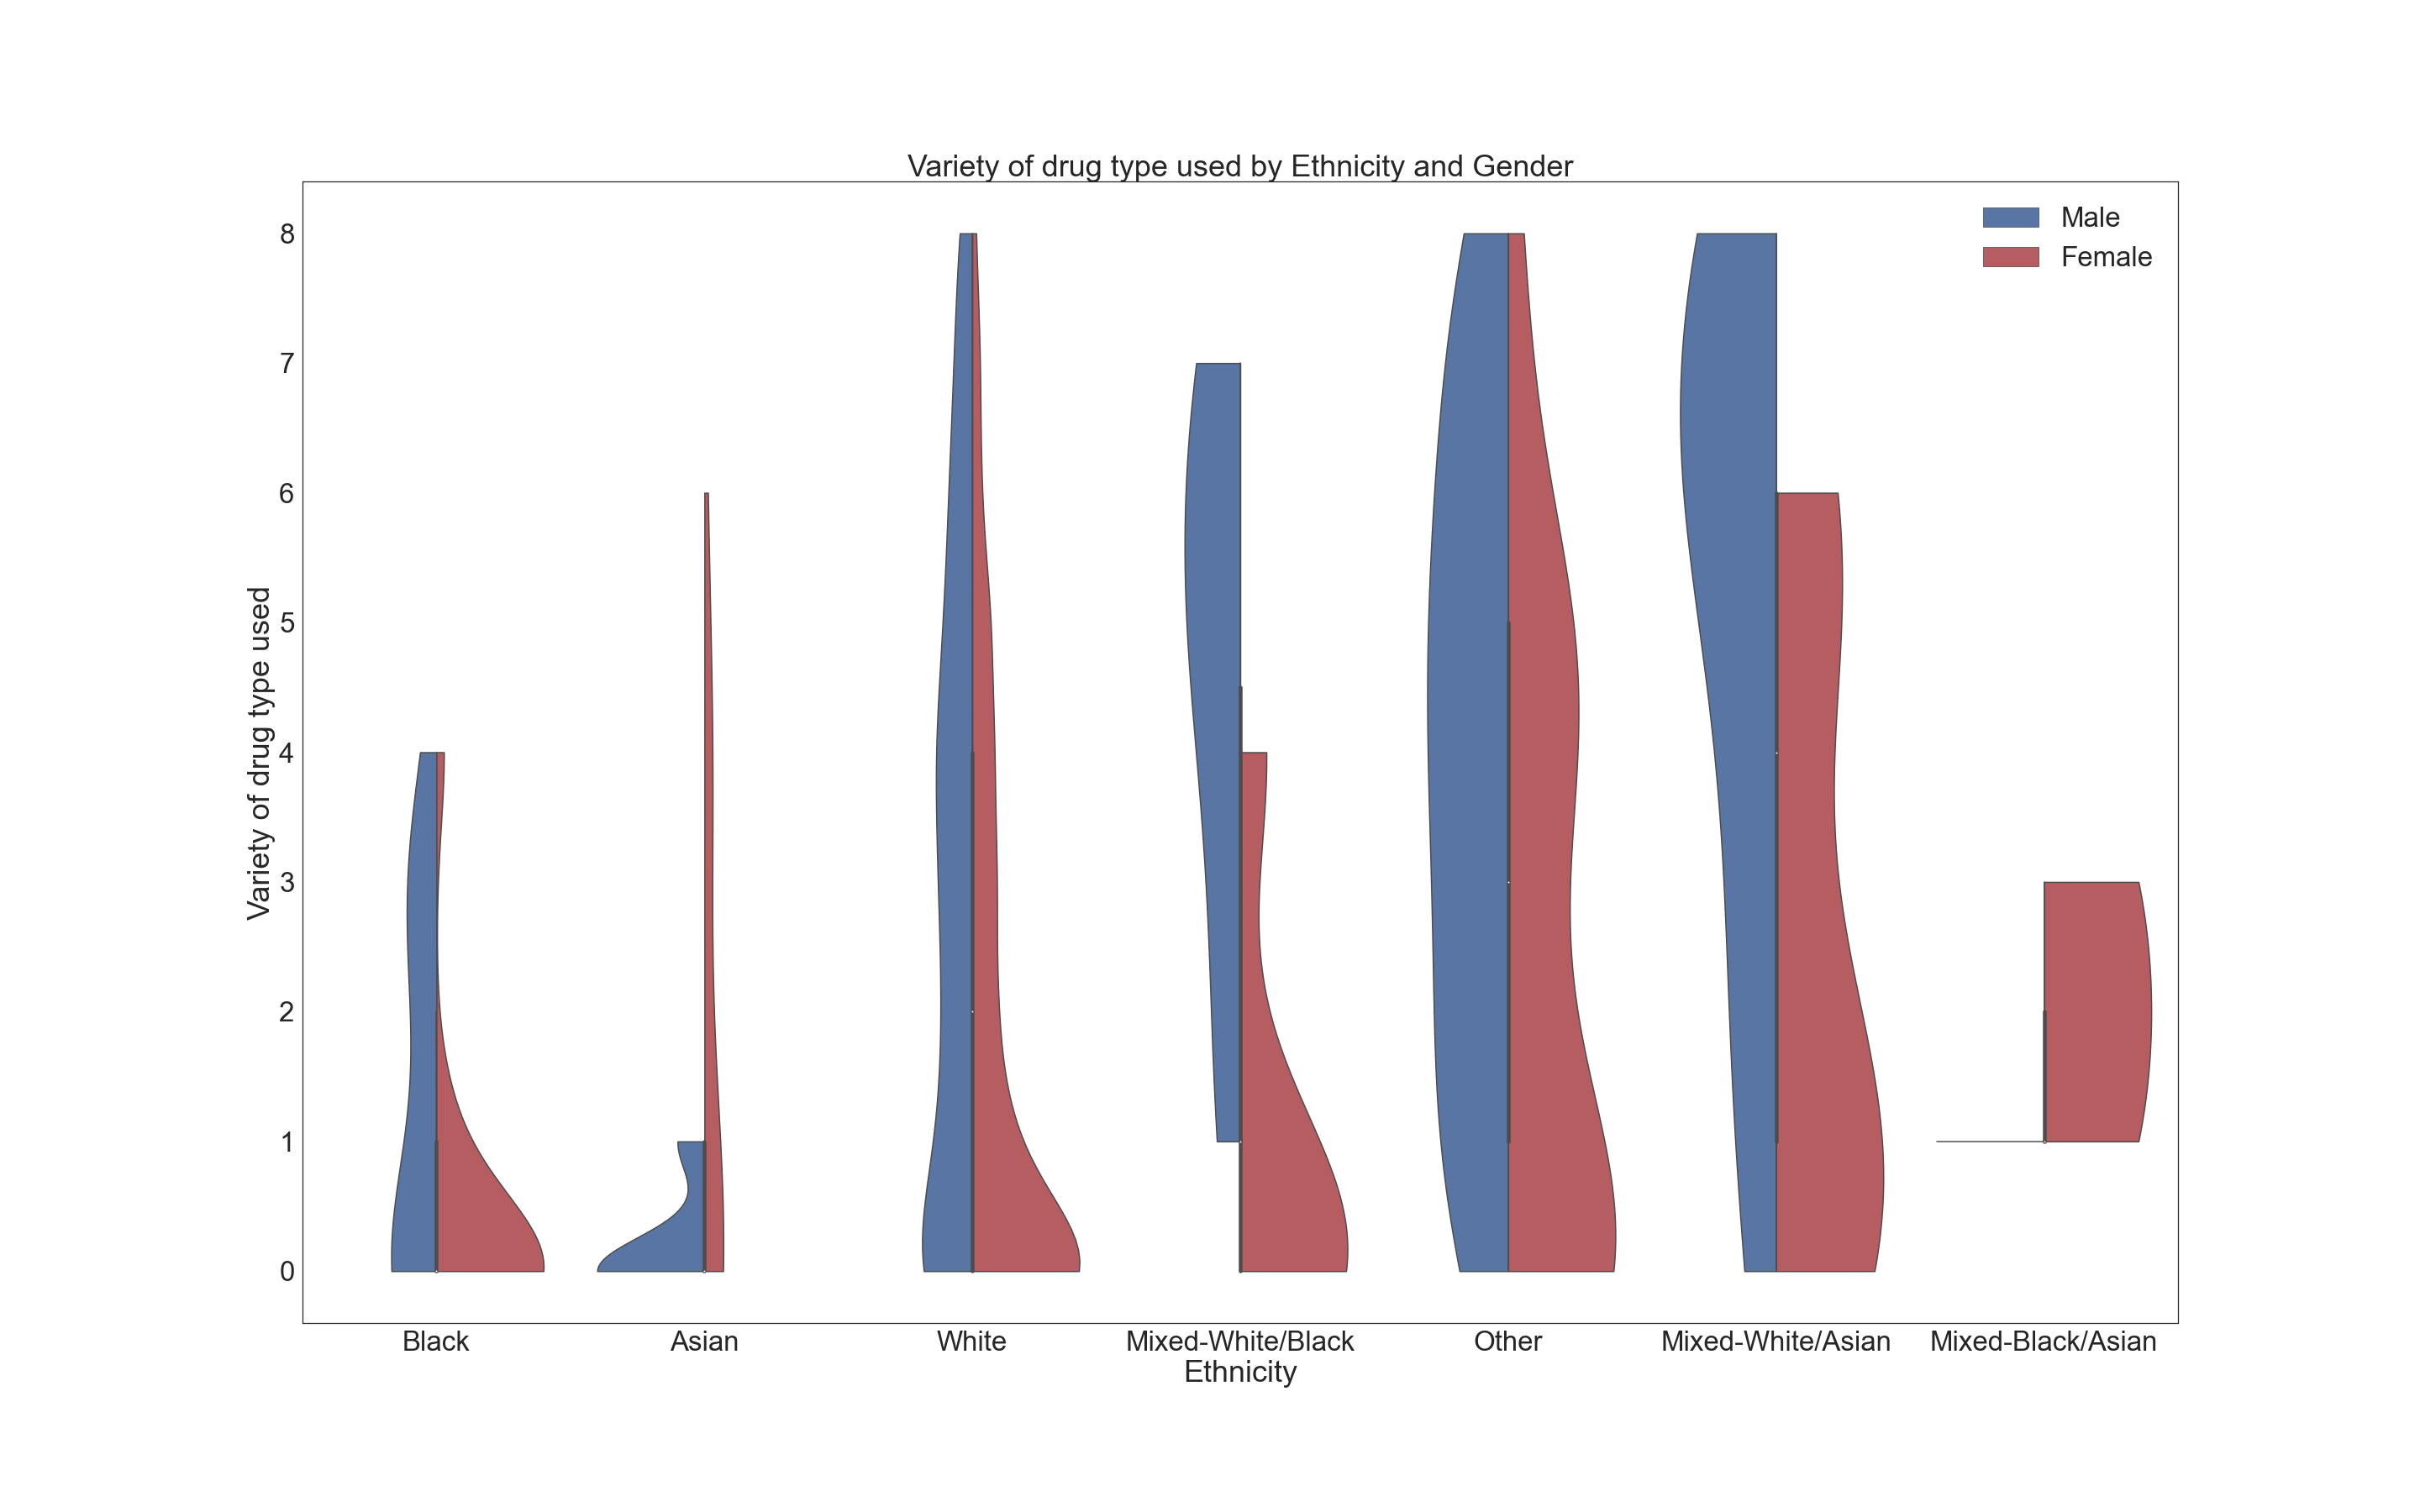 Variety of drug type used by Ethnicity and Gender
Male
Female
Variety of drug type used
8
7
6
5
4
3
2
1
0
Black
Asian
White
Mixed-White/Black
Other
Mixed-White/Asian
Mixed-Black/Asian
Ethnicity